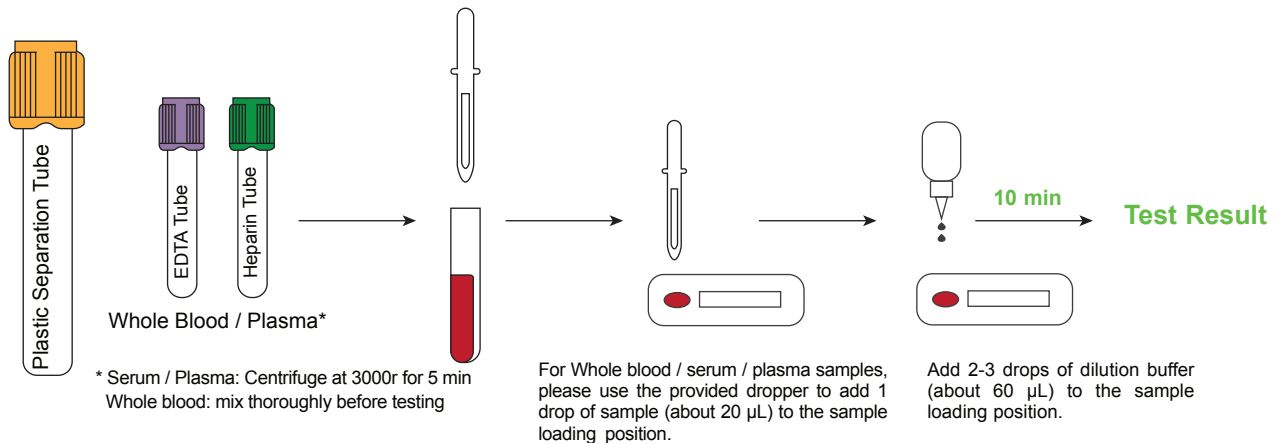 Plastic Separation Tube
EDTA Tube
Heparin Tube
Whole Blood / Plasma*
* Serum / Plasma: Centrifuge at 3000r for 5 min
Whole blood: mix thoroughly before testing
For Whole blood / serum / plasma samples,
please use the provided dropper to add 1
drop of sample (about 20 µL) to the sample
loading position.
Add 2-3 drops of dilution buffer
(about 60 µL) to the sample
loading position.
10 min
Test Result